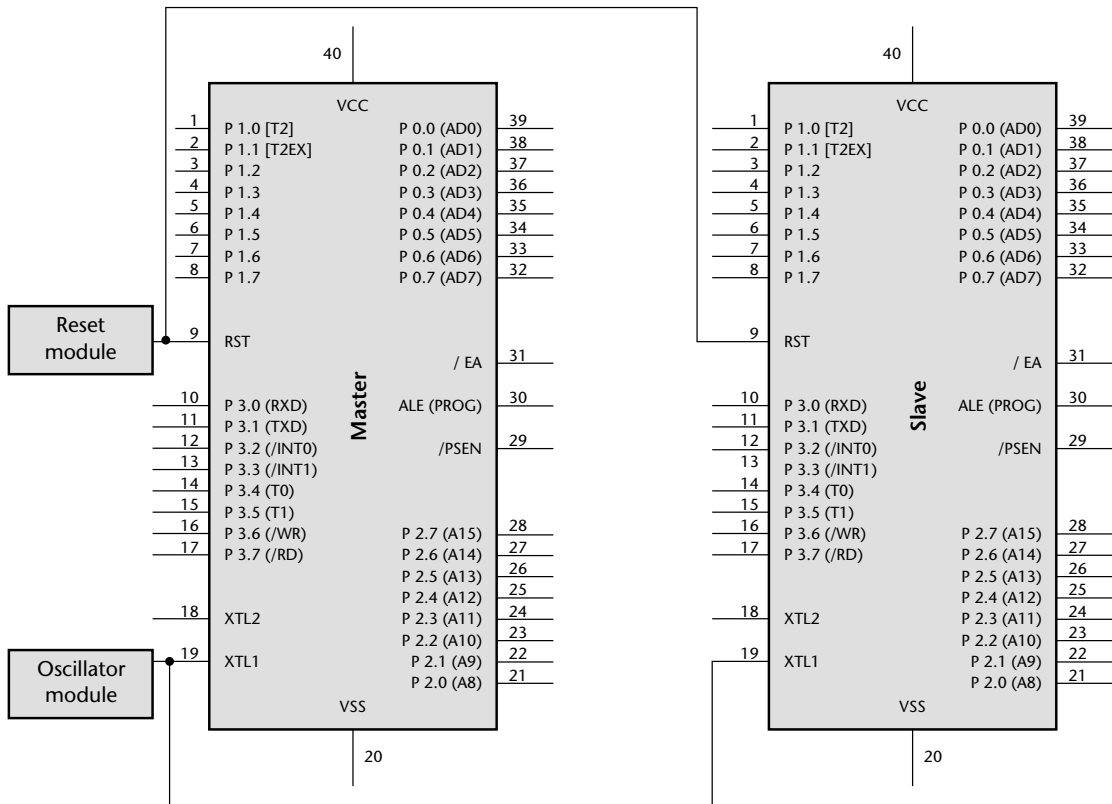 40
VCC
1 P 1.0 [T2] P 0.0 (AD0) 39
2 P 1.1 [T2EX] P 0.1 (AD1) 38
3 P 1.2 P 0.2 (AD2) 37
4 P 1.3 P 0.3 (AD3) 36
5 P 1.4 P 0.4 (AD4) 35
6 P 1.5 P 0.5 (AD5) 34
7 P 1.6 P 0.6 (AD6) 33
8 P 1.7 P 0.7 (AD7) 32
Reset
module
9 RST
/ EA 31
Master
10 P 3.0 (RXD) ALE (PROG) 30
11 P 3.1 (TXD)
12 P 3.2 (/INT0) /PSEN 29
13 P 3.3 (/INT1)
14 P 3.4 (T0)
15 P 3.5 (T1)
16 P 3.6 (/WR) P 2.7 (A15) 28
17 P 3.7 (/RD) P 2.6 (A14) 27
P 2.5 (A13) 26
P 2.4 (A12) 25
18 XTL2 P 2.3 (A11) 24
P 2.2 (A10) 23
Oscillator
module
19 XTL1 P 2.1 (A9) 22
P 2.0 (A8) 21
VSS
20
40
VCC
1 P 1.0 [T2] P 0.0 (AD0) 39
2 P 1.1 [T2EX] P 0.1 (AD1) 38
3 P 1.2 P 0.2 (AD2) 37
4 P 1.3 P 0.3 (AD3) 36
5 P 1.4 P 0.4 (AD4) 35
6 P 1.5 P 0.5 (AD5) 34
7 P 1.6 P 0.6 (AD6) 33
8 P 1.7 P 0.7 (AD7) 32
9 RST
/ EA 31
Slave
10 P 3.0 (RXD) ALE (PROG) 30
11 P 3.1 (TXD)
12 P 3.2 (/INT0) /PSEN 29
13 P 3.3 (/INT1)
14 P 3.4 (T0)
15 P 3.5 (T1)
16 P 3.6 (/WR) P 2.7 (A15) 28
17 P 3.7 (/RD) P 2.6 (A14) 27
P 2.5 (A13) 26
P 2.4 (A12) 25
18 XTL2 P 2.3 (A11) 24
P 2.2 (A10) 23
19 XTL1 P 2.1 (A9) 22
P 2.0 (A8) 21
VSS
20